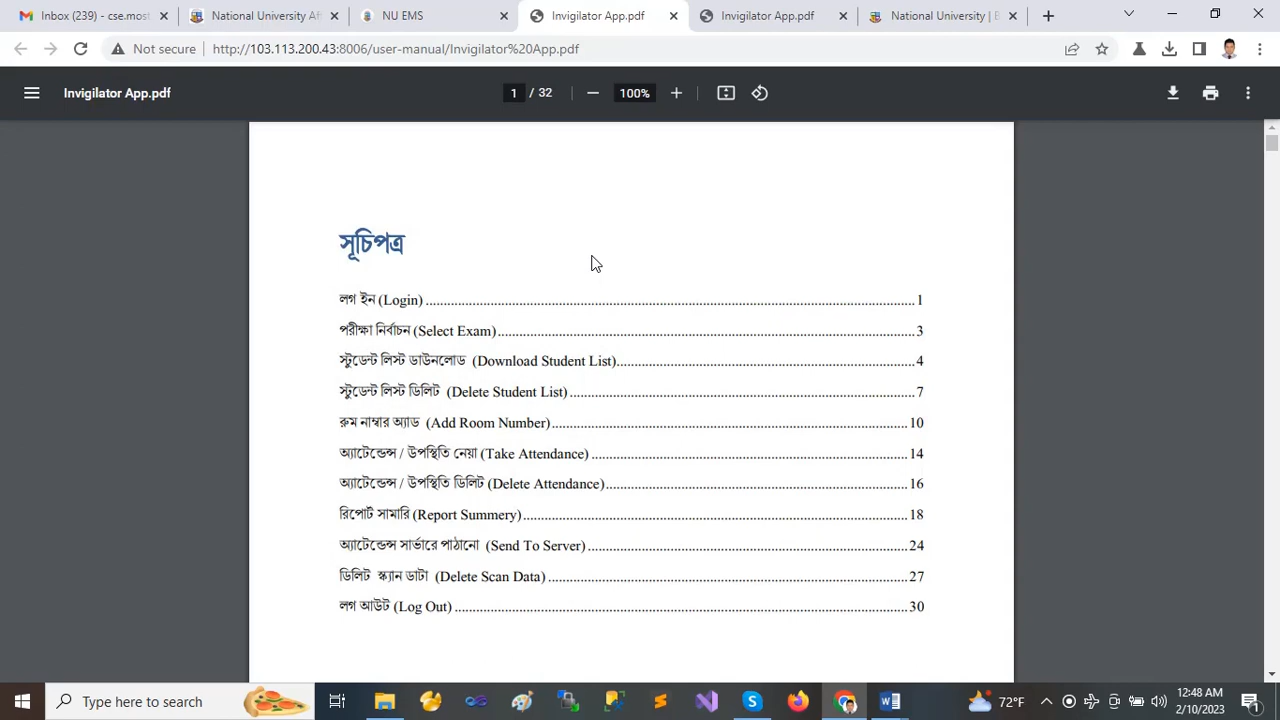 Inbox (239) - cse.most
National University Af
NU EMS
Invigilator App.pdf
Invigilator App.pdf
National University | B
Not secure
http://103.113.200.43:8006/user-manual/Invigilator%20App.pdf
Invigilator App.pdf
1 / 32
100%
সূচিপত্র
লগ ইন (Login) 1
পরীক্ষা নির্বাচন (Select Exam) 3
স্টুডেন্ট লিস্ট ডাউনলোড (Download Student List) 4
স্টুডেন্ট লিস্ট ডিলিট (Delete Student List) 7
রুম নাম্বার অ্যাড (Add Room Number) 10
অ্যাটেন্ডেন্স / উপস্থিতি নেয়া (Take Attendance) 14
অ্যাটেন্ডেন্স / উপস্থিতি ডিলিট (Delete Attendance) 16
রিপোর্ট সামারি (Report Summery) 18
অ্যাটেন্ডেন্স সার্ভারে পাঠানো (Send To Server) 24
ডিলিট স্ক্যান ডাটা (Delete Scan Data) 27
লগ আউট (Log Out) 30
Type here to search
72°F
12:48 AM
2/10/2023
1